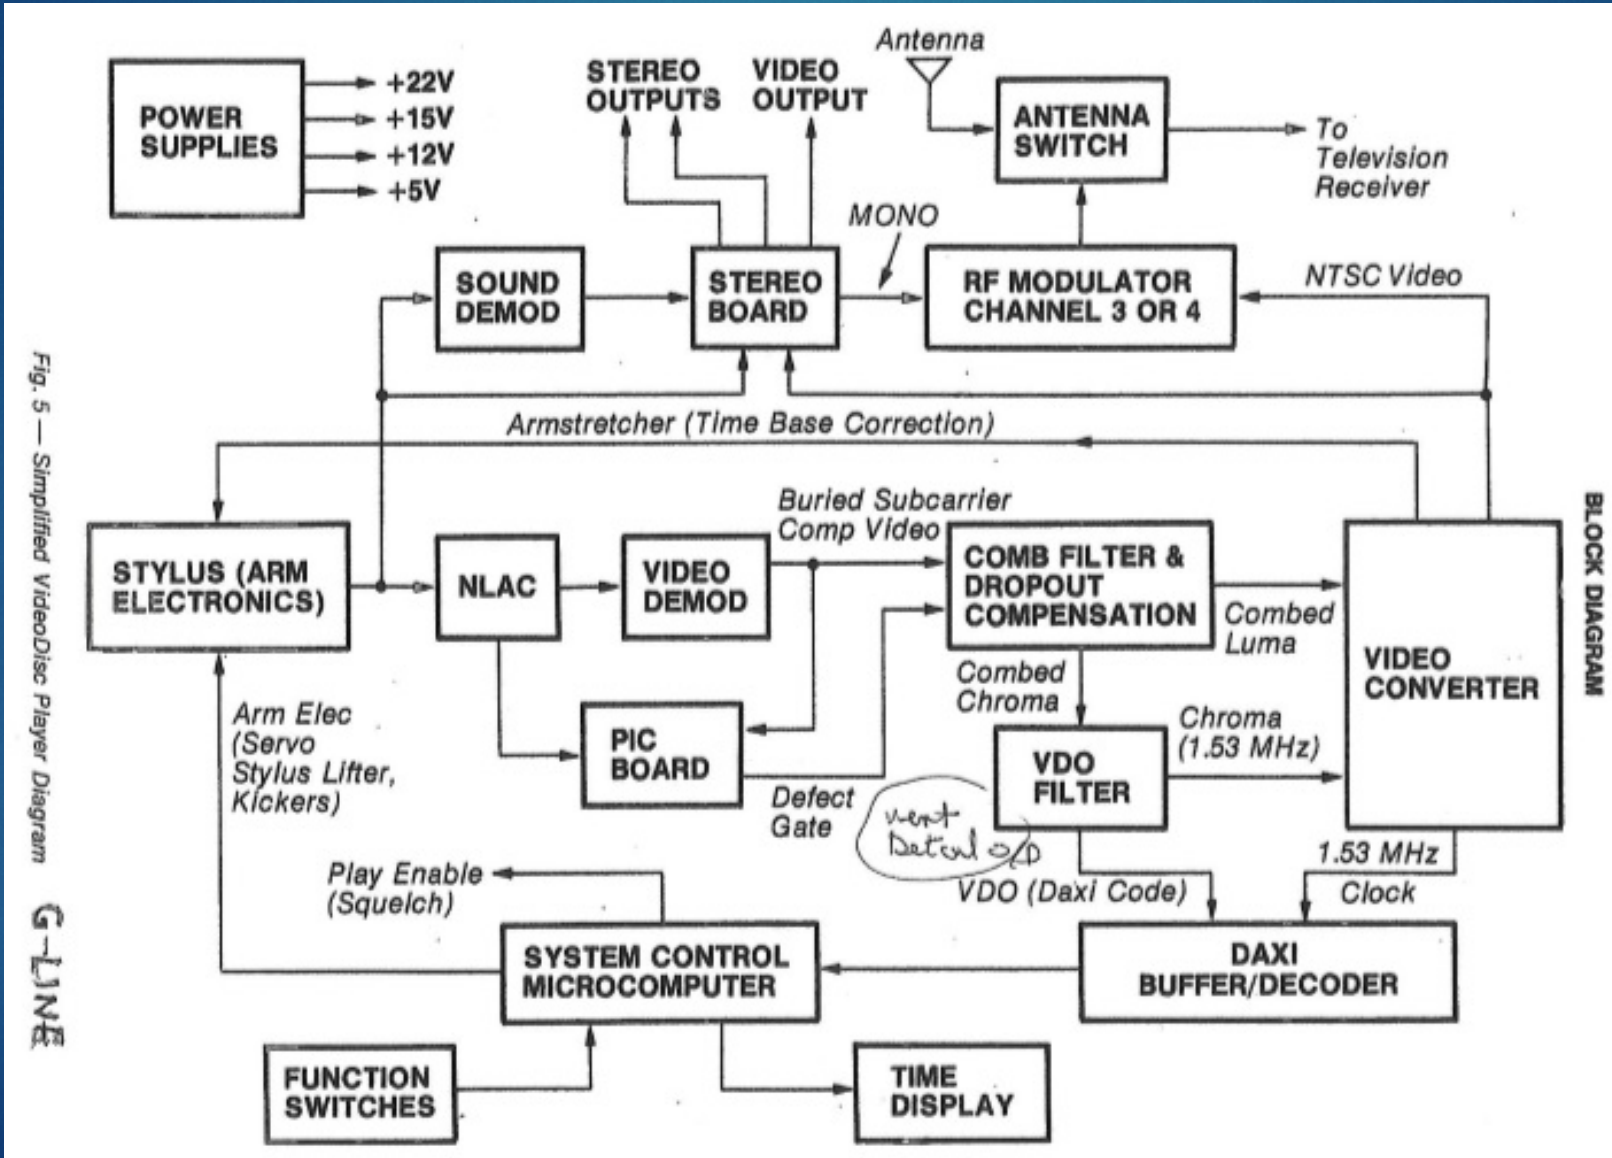 Antenna
STEREO
OUTPUTS
VIDEO
OUTPUT
POWER
SUPPLIES
+22V
+15V
+12V
+5V
ANTENNA
SWITCH
To
Television
Receiver
MONO
SOUND
DEMOD
STEREO
BOARD
RF MODULATOR
CHANNEL 3 OR 4
NTSC Video
Armstretcher (Time Base Correction)
STYLUS (ARM
ELECTRONICS)
NLAC
VIDEO
DEMOD
Buried Subcarrier
Comp Video
COMB FILTER &
DROPOUT
COMPENSATION
Combed
Luma
VIDEO
CONVERTER
Combed
Chroma
Chroma
(1.53 MHz)
Arm Elec
(Servo
Stylus Lifter,
Kickers)
PIC
BOARD
Defect
Gate
VDO
FILTER
VDO (Daxi Code)
1.53 MHz
Clock
Play Enable
(Squelch)
SYSTEM CONTROL
MICROCOMPUTER
DAXI
BUFFER/DECODER
FUNCTION
SWITCHES
TIME
DISPLAY
Fig. 5 — Simplified VideoDisc Player Diagram
G-LINE
BLOCK DIAGRAM